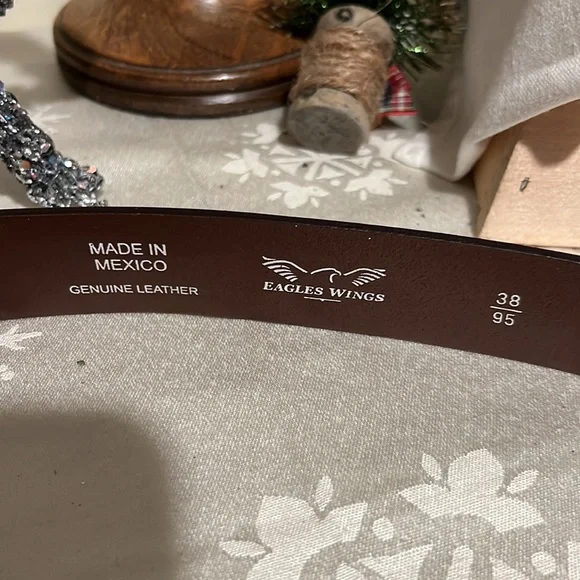 MADE IN
MEXICO
GENUINE LEATHER
EAGLES WINGS
38
95